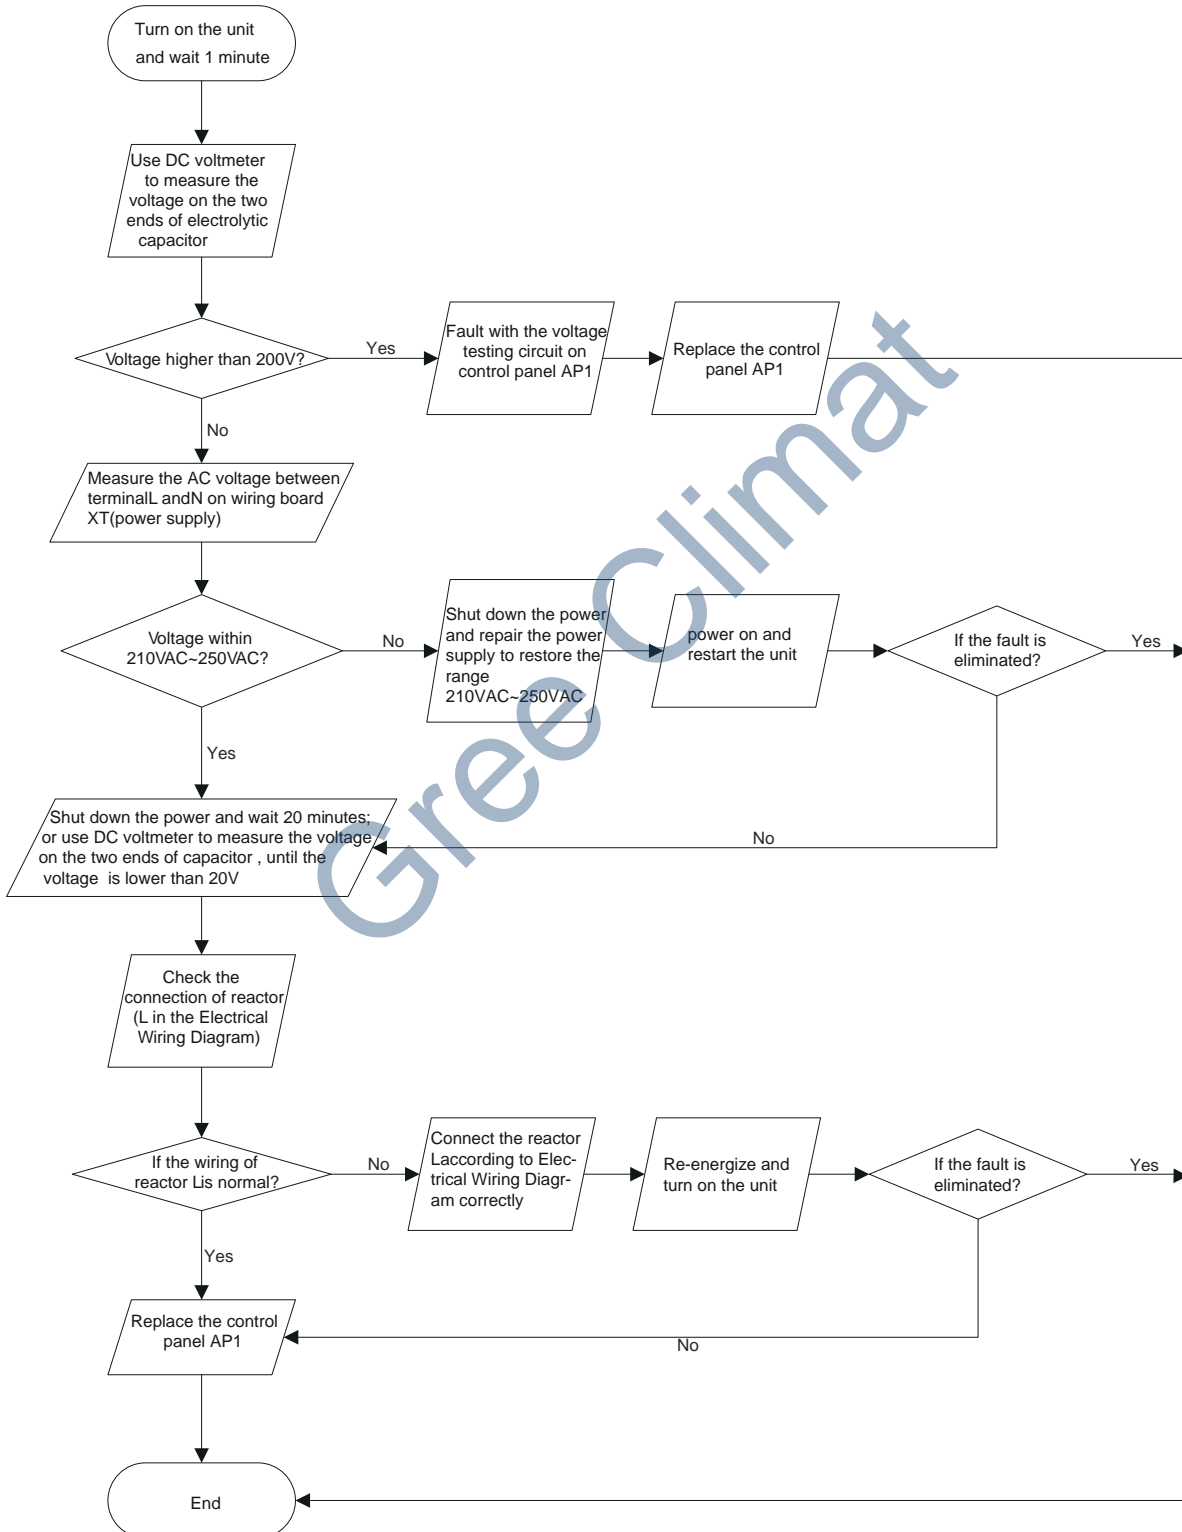 Turn on the unit
and wait 1 minute
Use DC voltmeter
to measure the
voltage on the two
ends of electrolytic
capacitor
Voltage higher than 200V?
Yes
Fault with the voltage
testing circuit on
control panel AP1
Replace the control
panel AP1
No
Measure the AC voltage between
terminalL andN on wiring board
XT(power supply)
Voltage within
210VAC~250VAC?
No
Shut down the power
and repair the power
supply to restore the
range
210VAC~250VAC
power on and
restart the unit
If the fault is
eliminated?
Yes
Yes
No
Shut down the power and wait 20 minutes;
or use DC voltmeter to measure the voltage
on the two ends of capacitor , until the
voltage is lower than 20V
Check the
connection of reactor
(L in the Electrical
Wiring Diagram)
If the wiring of
reactor Lis normal?
No
Connect the reactor
Laccording to Elec-
trical Wiring Diagr-
am correctly
Re-energize and
turn on the unit
If the fault is
eliminated?
Yes
Yes
No
Replace the control
panel AP1
End
Gree Climat